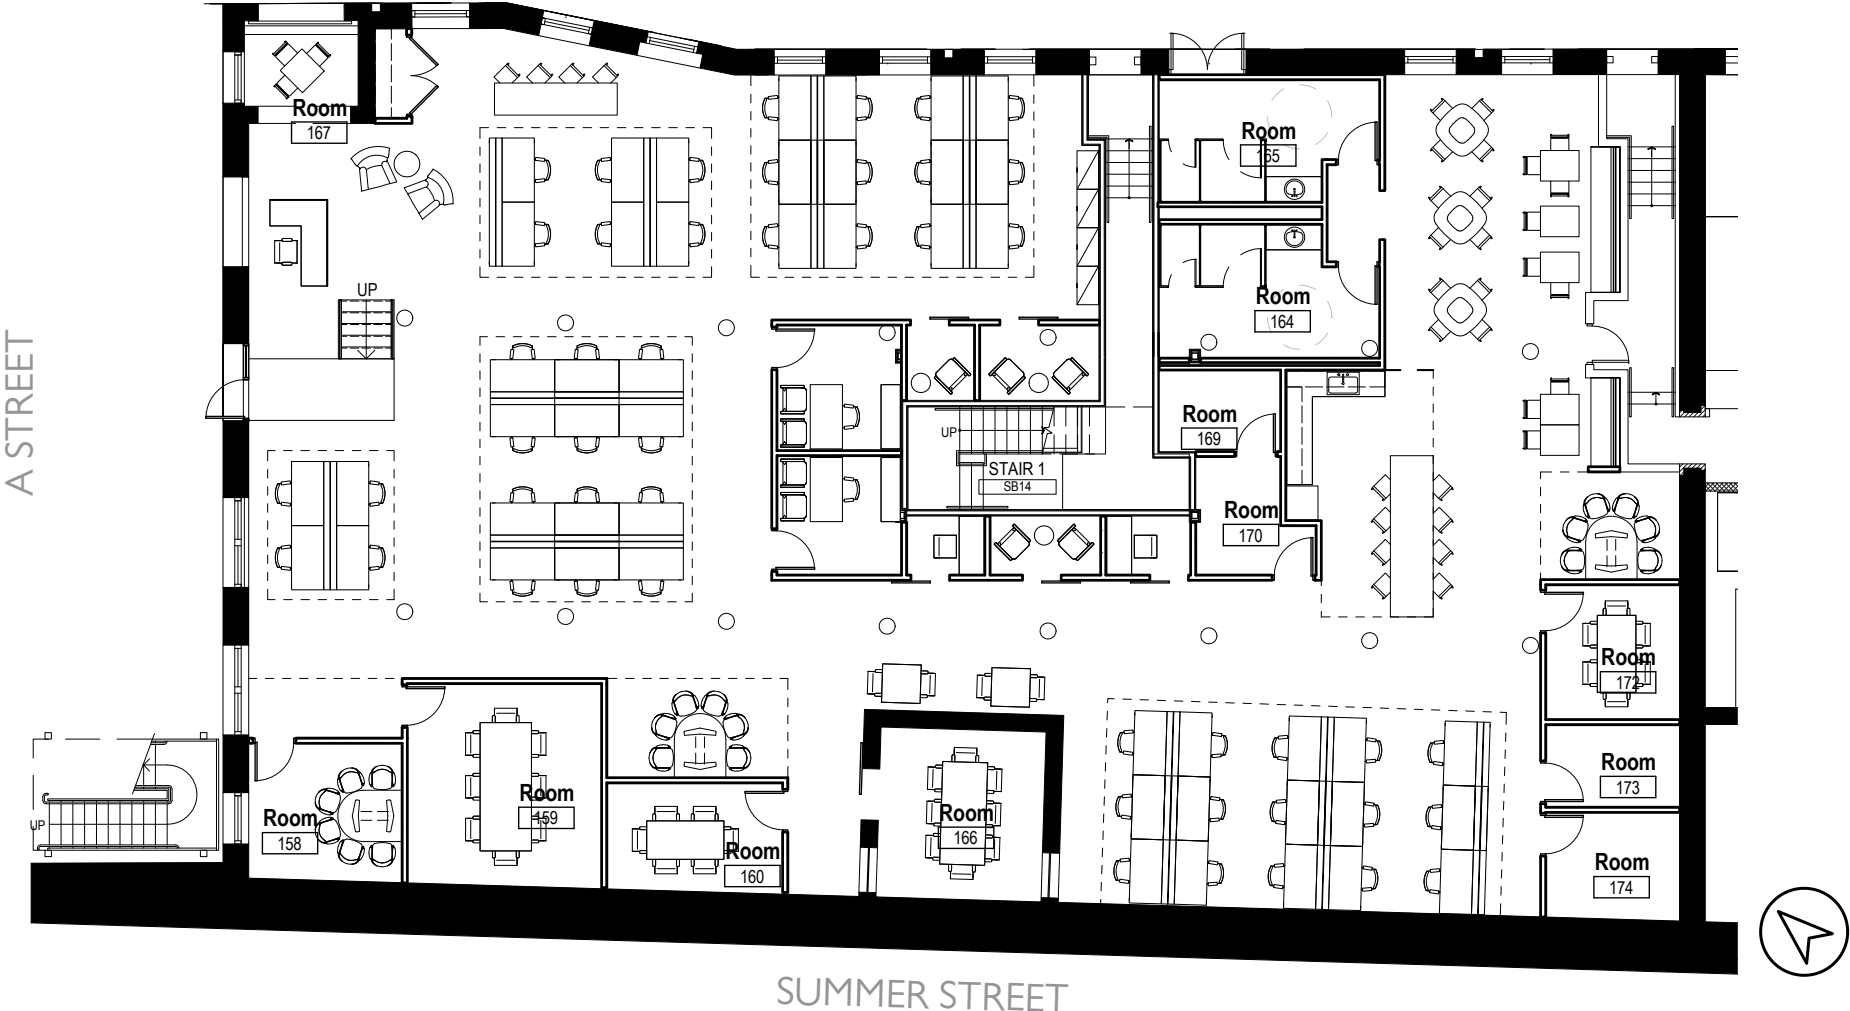 Room
167
Room
165
UP
Room
164
A STREET
Room
169
UP
STAIR 1
SB14
Room
170
Room
172
Room
173
Room
159
Room
158
UP
Room
166
Room
160
Room
174
SUMMER STREET